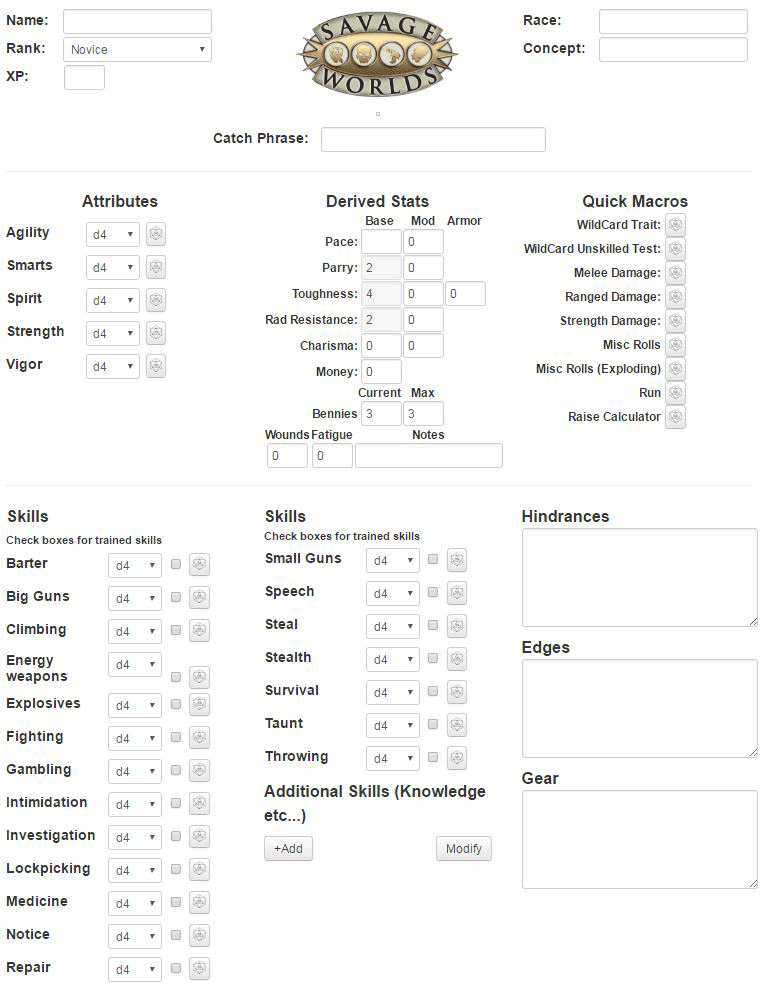 Name:
Rank: Novice
XP:
SAVAGE
WORLDS
Race:
Concept:
Catch Phrase:
Attributes
Agility d4
Smarts d4
Spirit d4
Strength d4
Vigor d4
Derived Stats
Base Mod Armor
Pace: 0
Parry: 2 0
Toughness: 4 0 0
Rad Resistance: 2 0
Charisma: 0 0
Money: 0
Current Max
Bennies 3 3
Wounds Fatigue Notes
0 0
Quick Macros
WildCard Trait:
WildCard Unskilled Test:
Melee Damage:
Ranged Damage:
Strength Damage:
Misc Rolls
Misc Rolls (Exploding)
Run
Raise Calculator
Skills
Check boxes for trained skills
Barter d4
Big Guns d4
Climbing d4
Energy d4
weapons
Explosives d4
Fighting d4
Gambling d4
Intimidation d4
Investigation d4
Lockpicking d4
Medicine d4
Notice d4
Repair d4
Skills
Check boxes for trained skills
Small Guns d4
Speech d4
Steal d4
Stealth d4
Survival d4
Taunt d4
Throwing d4
Additional Skills (Knowledge
etc...)
+Add Modify
Hindrances
Edges
Gear